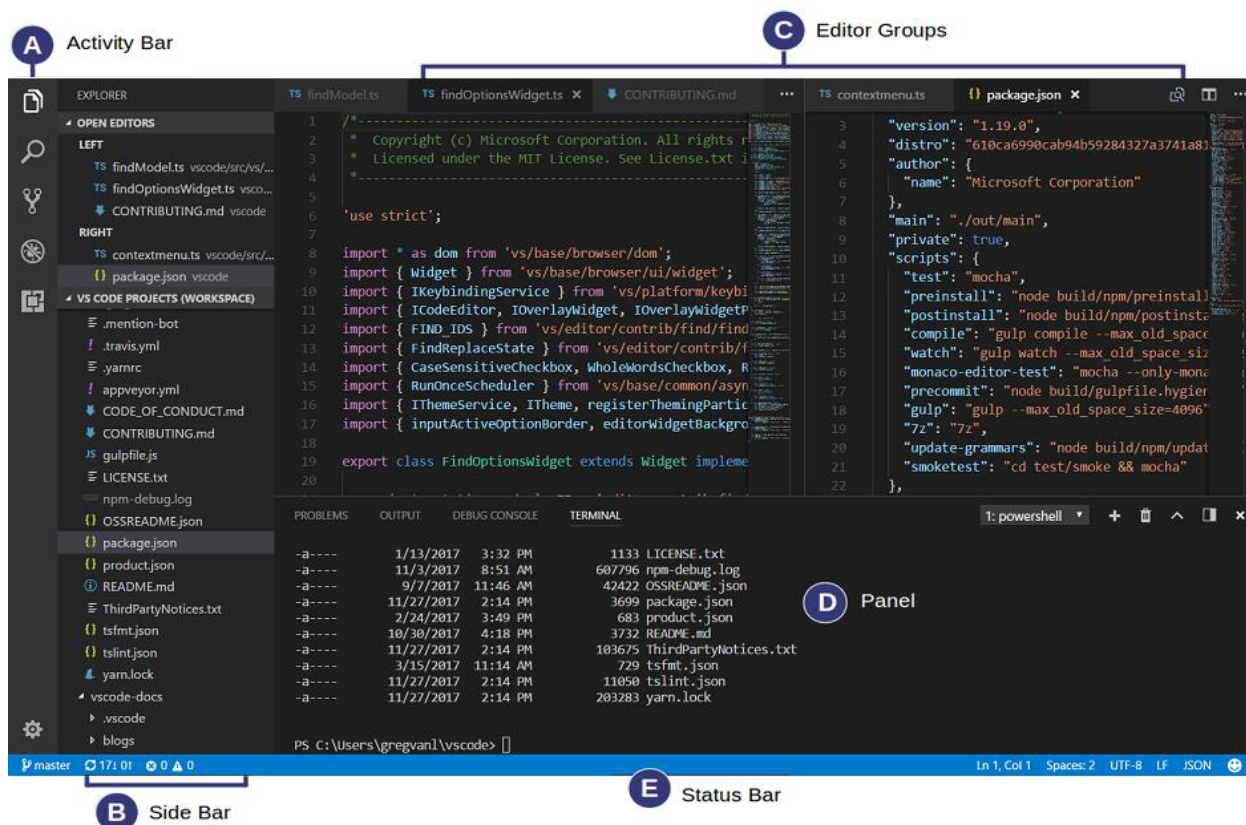 A Activity Bar
C Editor Groups
EXPLORER
OPEN EDITORS
LEFT
TS findModel.ts vscode/src/vs/...
TS findOptionsWidget.ts vsco...
CONTRIBUTING.md vscode
RIGHT
TS contextmenu.ts vscode/src/...
{} package.json vscode
VS CODE PROJECTS (WORKSPACE)
.mention-bot
! .travis.yml
.yarnrc
! appveyor.yml
CODE_OF_CONDUCT.md
CONTRIBUTING.md
JS gulpfile.js
LICENSE.txt
npm-debug.log
{} OSSREADME.json
{} package.json
{} product.json
README.md
ThirdPartyNotices.txt
{} tsfmt.json
{} tslint.json
yarn.lock
vscode-docs
.vscode
blogs
TS findModel.ts TS findOptionsWidget.ts × CONTRIBUTING.md ...
1 /*---------------------------------------------
2 * Copyright (c) Microsoft Corporation. All rights r
3 * Licensed under the MIT License. See License.txt i
4 *---------------------------------------------
5
6 'use strict';
7
8 import * as dom from 'vs/base/browser/dom';
9 import { Widget } from 'vs/base/browser/ui/widget';
10 import { IKeybindingService } from 'vs/platform/keybi
11 import { ICodeEditor, IOverlayWidget, IOverlayWidgetP
12 import { FIND_IDS } from 'vs/editor/contrib/find/find
13 import { FindReplaceState } from 'vs/editor/contrib/f
14 import { CaseSensitiveCheckbox, WholeWordsCheckbox, R
15 import { RunOnceScheduler } from 'vs/base/common/asyn
16 import { IThemeService, ITheme, registerThemingPartic
17 import { inputActiveOptionBorder, editorWidgetBackgro
18
19 export class FindOptionsWidget extends Widget impleme
20
TS contextmenu.ts {} package.json × ...
3 "version": "1.19.0",
4 "distro": "610ca6990cab94b59284327a3741a81
5 "author": {
6 "name": "Microsoft Corporation"
7 },
8 "main": "./out/main",
9 "private": true,
10 "scripts": {
11 "test": "mocha",
12 "preinstall": "node build/npm/preinstall
13 "postinstall": "node build/npm/postinsta
14 "compile": "gulp compile --max_old_space
15 "watch": "gulp watch --max_old_space_siz
16 "monaco-editor-test": "mocha --only-mona
17 "precommit": "node build/gulpfile.hygien
18 "gulp": "gulp --max_old_space_size=4096"
19 "7z": "7z",
20 "update-grammars": "node build/npm/updat
21 "smoketest": "cd test/smoke && mocha"
22 },
PROBLEMS OUTPUT DEBUG CONSOLE TERMINAL 1: powershell
-a---- 1/13/2017 3:32 PM 1133 LICENSE.txt
-a---- 11/3/2017 8:51 AM 607796 npm-debug.log
-a---- 9/7/2017 11:46 AM 42422 OSSREADME.json
-a---- 11/27/2017 2:14 PM 3699 package.json
-a---- 2/24/2017 3:49 PM 683 product.json
-a---- 10/30/2017 4:18 PM 3732 README.md
-a---- 11/27/2017 2:14 PM 103675 ThirdPartyNotices.txt
-a---- 3/15/2017 11:14 AM 729 tsfmt.json
-a---- 11/27/2017 2:14 PM 11050 tslint.json
-a---- 11/27/2017 2:14 PM 203283 yarn.lock
PS C:\Users\gregvanl\vscode>
D Panel
master 17↓ 0↑ 0 0 Ln 1, Col 1 Spaces: 2 UTF-8 LF JSON
B Side Bar
E Status Bar